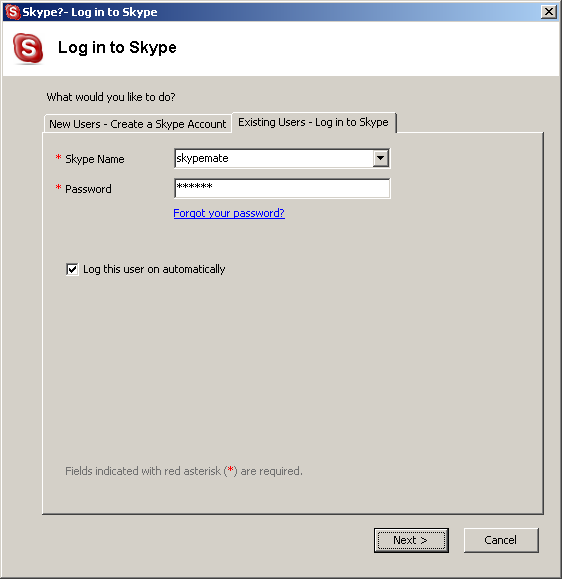 Skype?- Log in to Skype
S Log in to Skype
What would you like to do?
New Users - Create a Skype Account Existing Users - Log in to Skype
* Skype Name skypemate
* Password ******
Forgot your password?
Log this user on automatically
Fields indicated with red asterisk (*) are required.
Next > Cancel